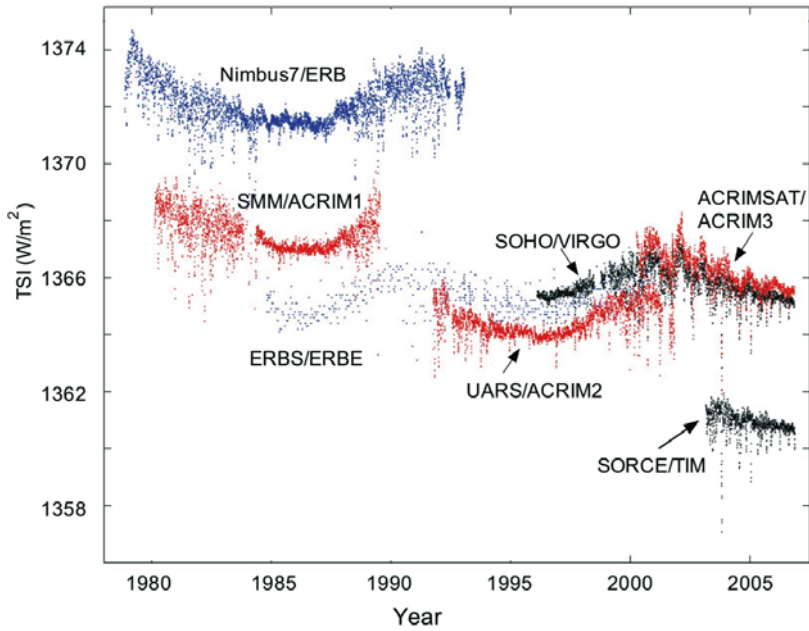 1374
1370
1366
1362
1358
TSI (W/m²)
Nimbus7/ERB
SMM/ACRIM1
ERBS/ERBE
SOHO/VIRGO
UARS/ACRIM2
ACRIMSAT/
ACRIM3
SORCE/TIM
1980
1985
1990
1995
2000
2005
Year